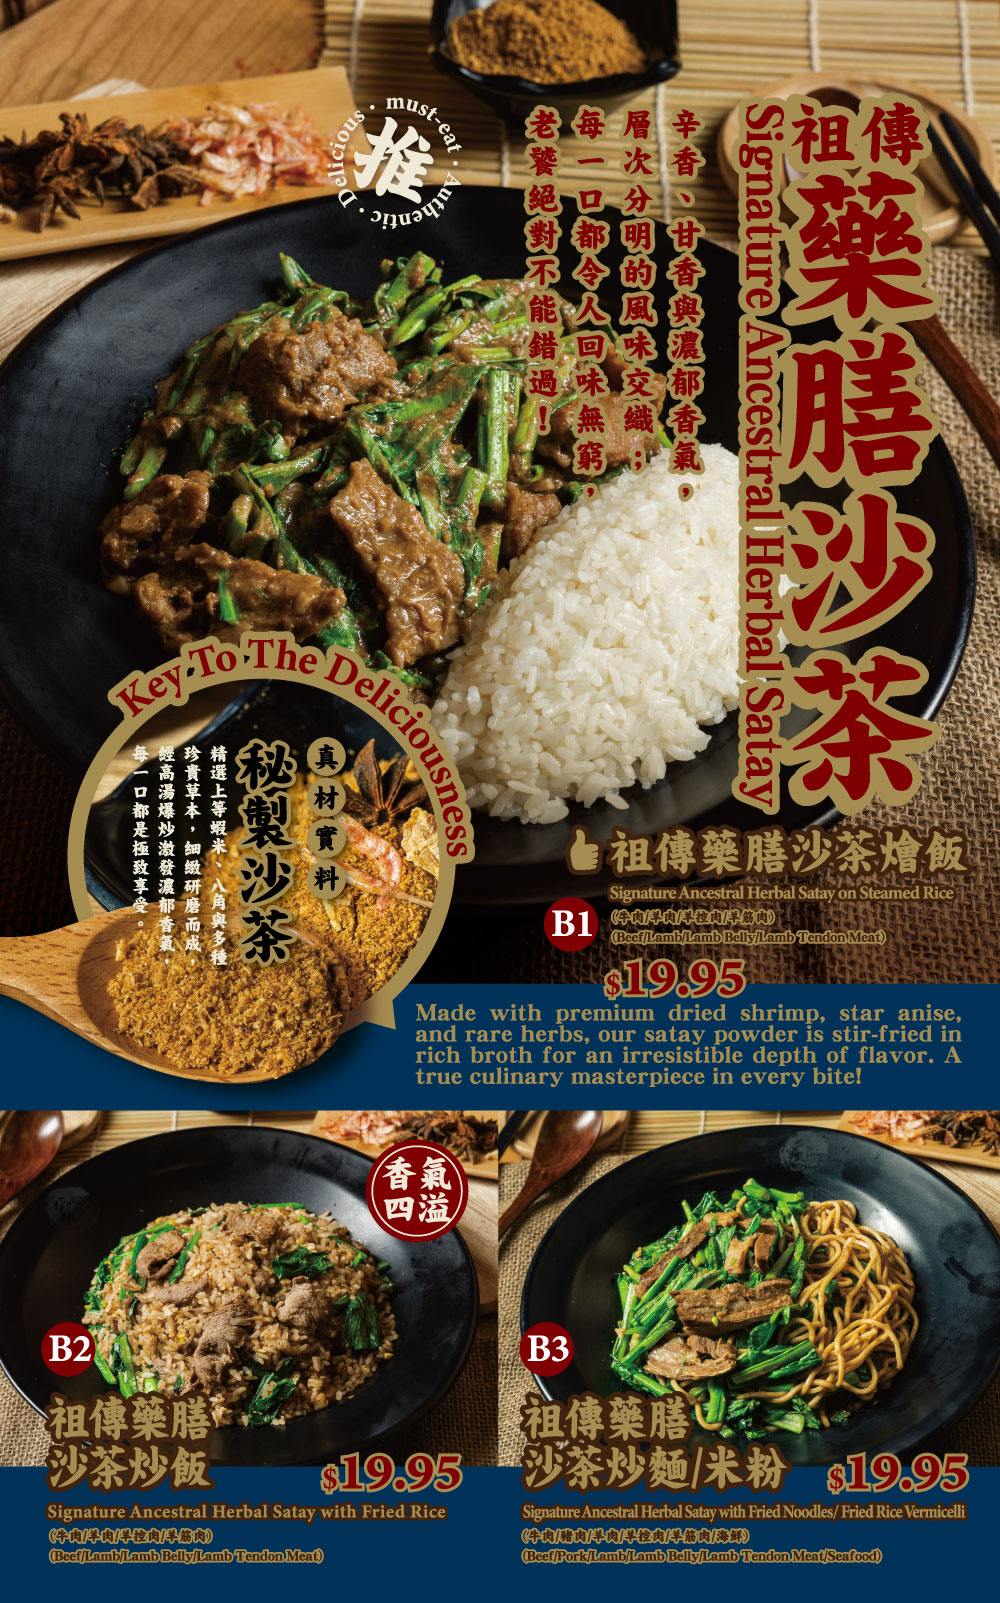 祖傳
藥膳沙茶
Signature Ancestral Herbal Satay
辛香、甘香與濃郁香氣，
層次分明的風味交織；
每一口都令人回味無窮，
老饕絕對不能錯過！
Delicious · must-eat · Authentic ·
推
Key To The Deliciousness
真材實料
秘製沙茶
精選上等蝦米、八角與多種
珍貴草本，細緻研磨而成，
經高湯爆炒激發濃郁香氣，
每一口都是極致享受。
祖傳藥膳沙茶燴飯
Signature Ancestral Herbal Satay on Steamed Rice
B1
(牛肉/羊肉/羊控肉/羊筋肉)
(Beef/Lamb/Lamb Belly/Lamb Tendon Meat)
$19.95
Made with premium dried shrimp, star anise,
and rare herbs, our satay powder is stir-fried in
rich broth for an irresistible depth of flavor. A
true culinary masterpiece in every bite!
香氣
四溢
B2
祖傳藥膳
沙茶炒飯
$19.95
Signature Ancestral Herbal Satay with Fried Rice
(牛肉/羊肉/羊控肉/羊筋肉)
(Beef/Lamb/Lamb Belly/Lamb Tendon Meat)
B3
祖傳藥膳
沙茶炒麵/米粉
$19.95
Signature Ancestral Herbal Satay with Fried Noodles/ Fried Rice Vermicelli
(牛肉/豬肉/羊肉/羊控肉/羊筋肉/海鮮)
(Beef/Pork/Lamb/Lamb Belly/Lamb Tendon Meat/Seafood)